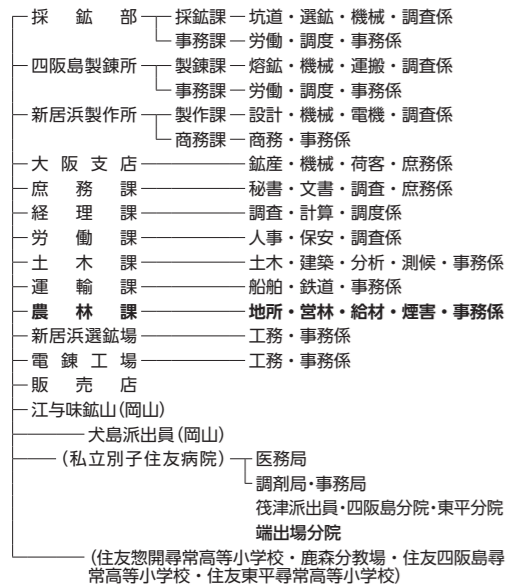 採鉱部 採鉱課 坑道・選鉱・機械・調査係
事務課 労働・調度・事務係
四阪島製錬所 製錬課 熔鉱・機械・運搬・調査係
事務課 労働・調度・事務係
新居浜製作所 製作課 設計・機械・電機・調査係
商務課 商務・事務係
大阪支店 鉱産・機械・荷客・庶務係
庶務課 秘書・文書・調査・庶務係
経理課 調査・計算・調度係
労働課 人事・保安・調査係
土木課 土木・建築・分析・測候・事務係
運輸課 船舶・鉄道・事務係
農林課 地所・営林・給材・煙害・事務係
新居浜選鉱場 工務・事務係
電錬工場 工務・事務係
販売店
江与味鉱山(岡山)
犬島派出員(岡山)
(私立別子住友病院) 医務局
調剤局・事務局
筏津派出員・四阪島分院・東平分院
端出場分院
(住友惣開尋常高等小学校・鹿森分教場・住友四阪島尋
常高等小学校・住友東平尋常高等小学校)